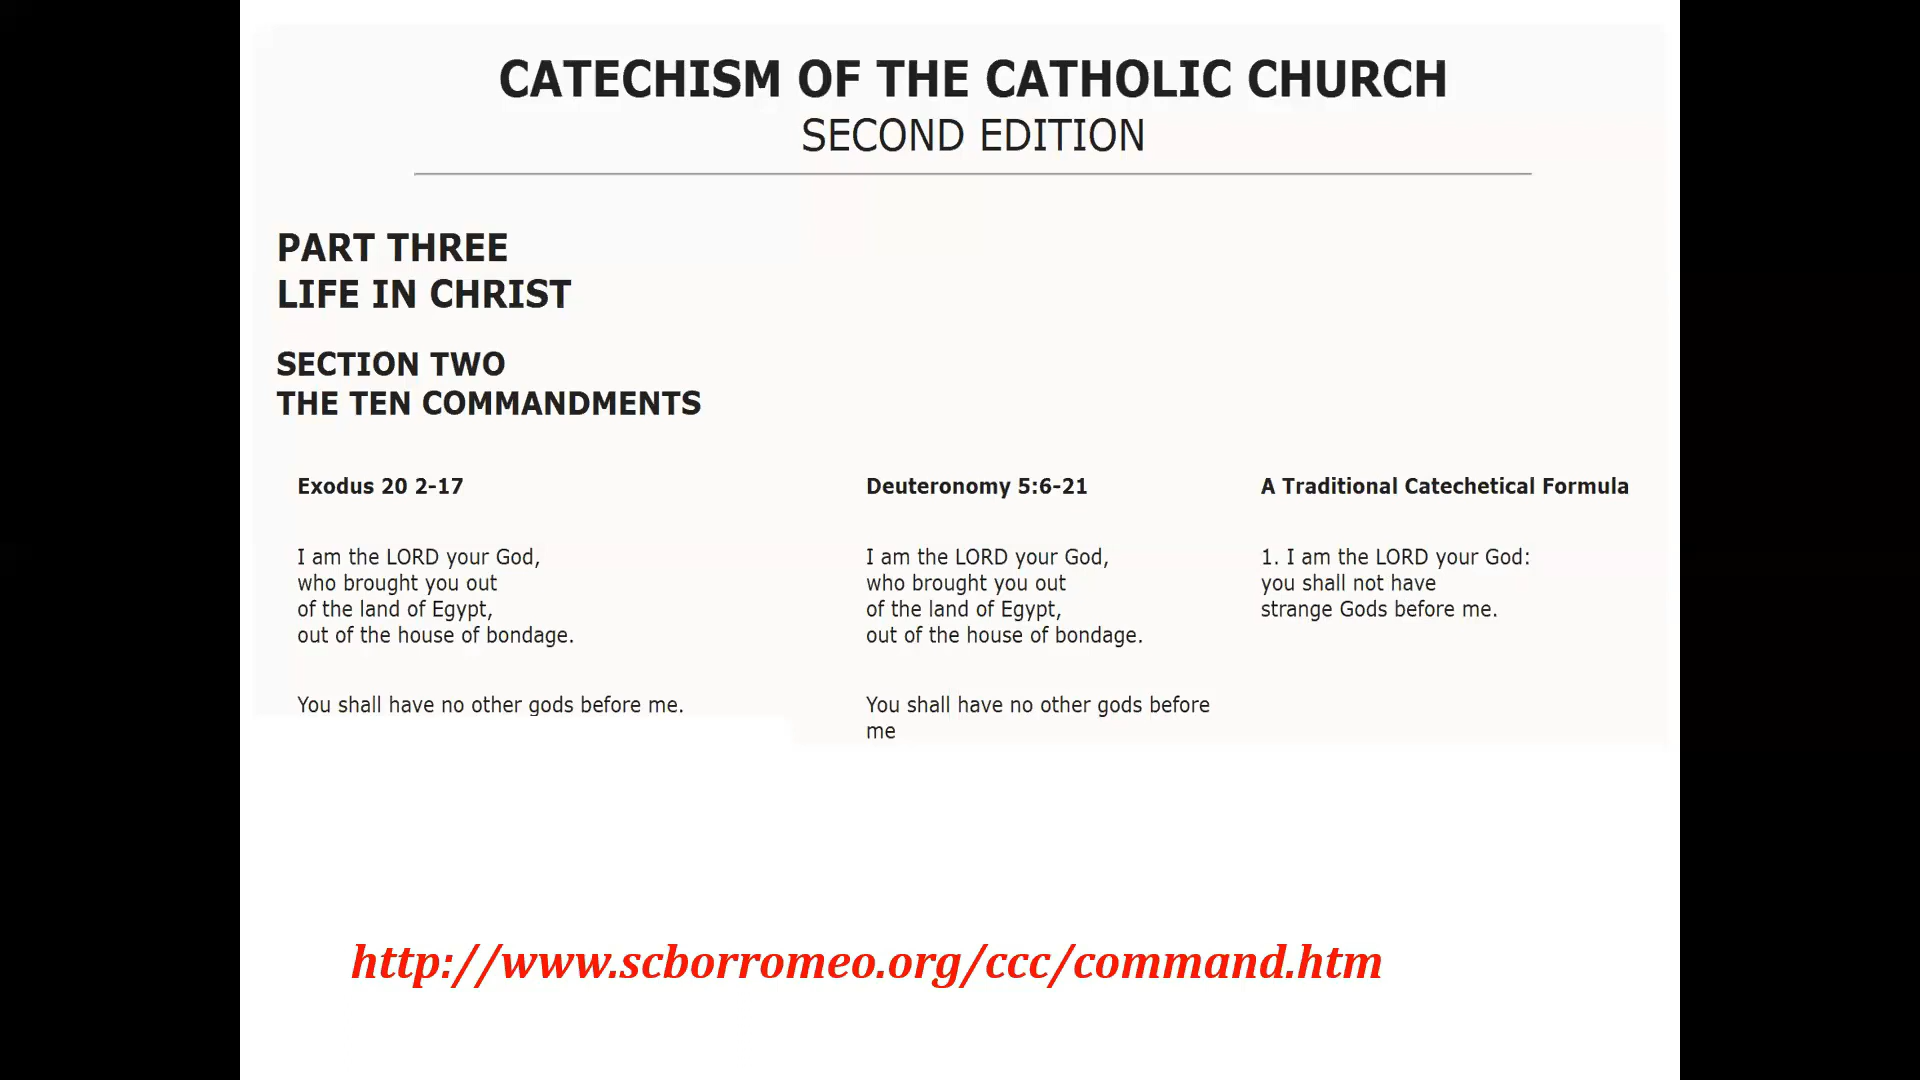 CATECHISM OF THE CATHOLIC CHURCH
SECOND EDITION
PART THREE
LIFE IN CHRIST
SECTION TWO
THE TEN COMMANDMENTS
Exodus 20 2-17
I am the LORD your God,
who brought you out
of the land of Egypt,
out of the house of bondage.
You shall have no other gods before me.
Deuteronomy 5:6-21
I am the LORD your God,
who brought you out
of the land of Egypt,
out of the house of bondage.
You shall have no other gods before
me
A Traditional Catechetical Formula
1. I am the LORD your God:
you shall not have
strange Gods before me.
http://www.scborromeo.org/ccc/command.htm